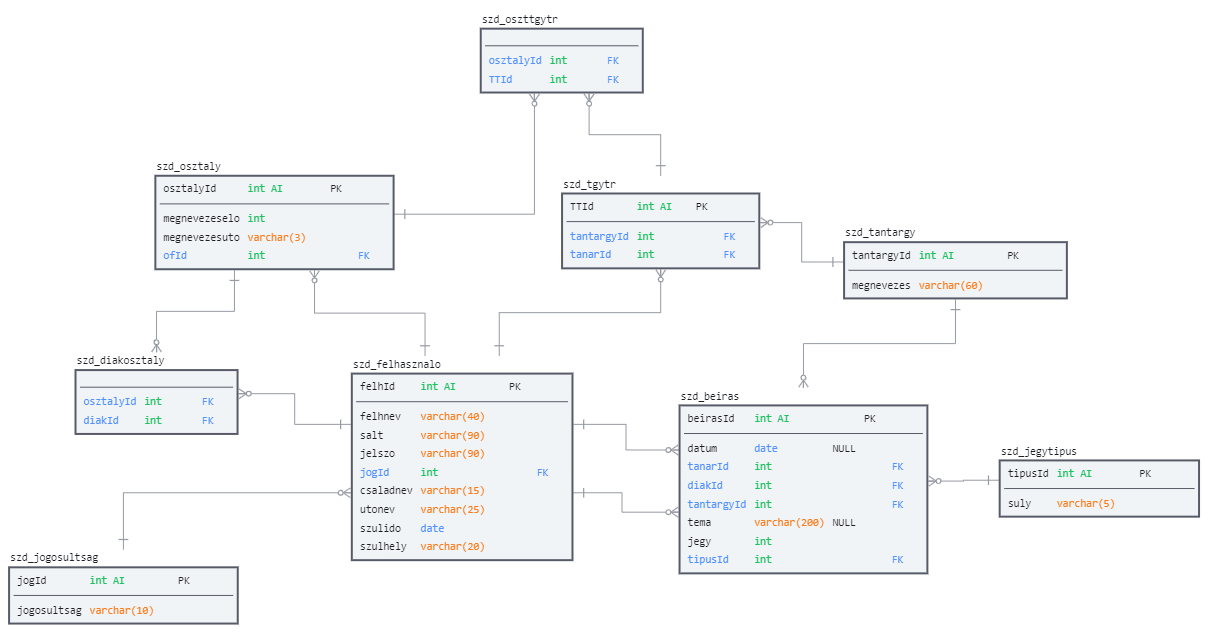 szd_oszttgytr
osztalyId int FK
TTId int FK
szd_osztaly
osztalyId int AI PK
megnevezeselo int
megnevezesuto varchar(3)
ofId int FK
szd_tgytr
TTId int AI PK
tantargyId int FK
tanarId int FK
szd_tantargy
tantargyId int AI PK
megnevezes varchar(60)
szd_diakosztaly
osztalyId int FK
diakId int FK
szd_felhasznalo
felhId int AI PK
felhnev varchar(40)
salt varchar(90)
jelszo varchar(90)
jogId int FK
csaladnev varchar(15)
utonev varchar(25)
szulido date
szulhely varchar(20)
szd_beiras
beirasId int AI PK
datum date NULL
tanarId int FK
diakId int FK
tantargyId int FK
tema varchar(200) NULL
jegy int
tipusId int FK
szd_jegytipus
tipusId int AI PK
suly varchar(5)
szd_jogosultsag
jogId int AI PK
jogosultsag varchar(10)